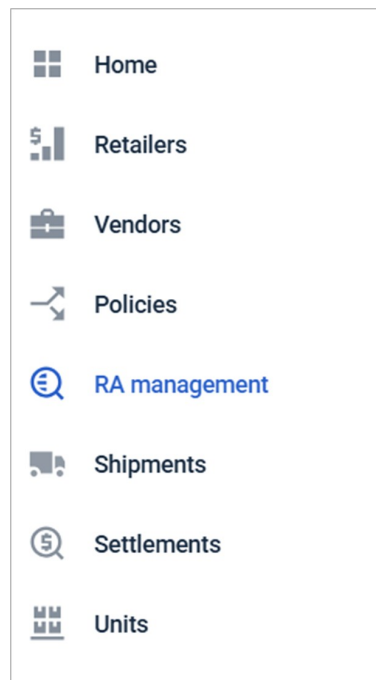 Home
Retailers
Vendors
Policies
RA management
Shipments
Settlements
Units